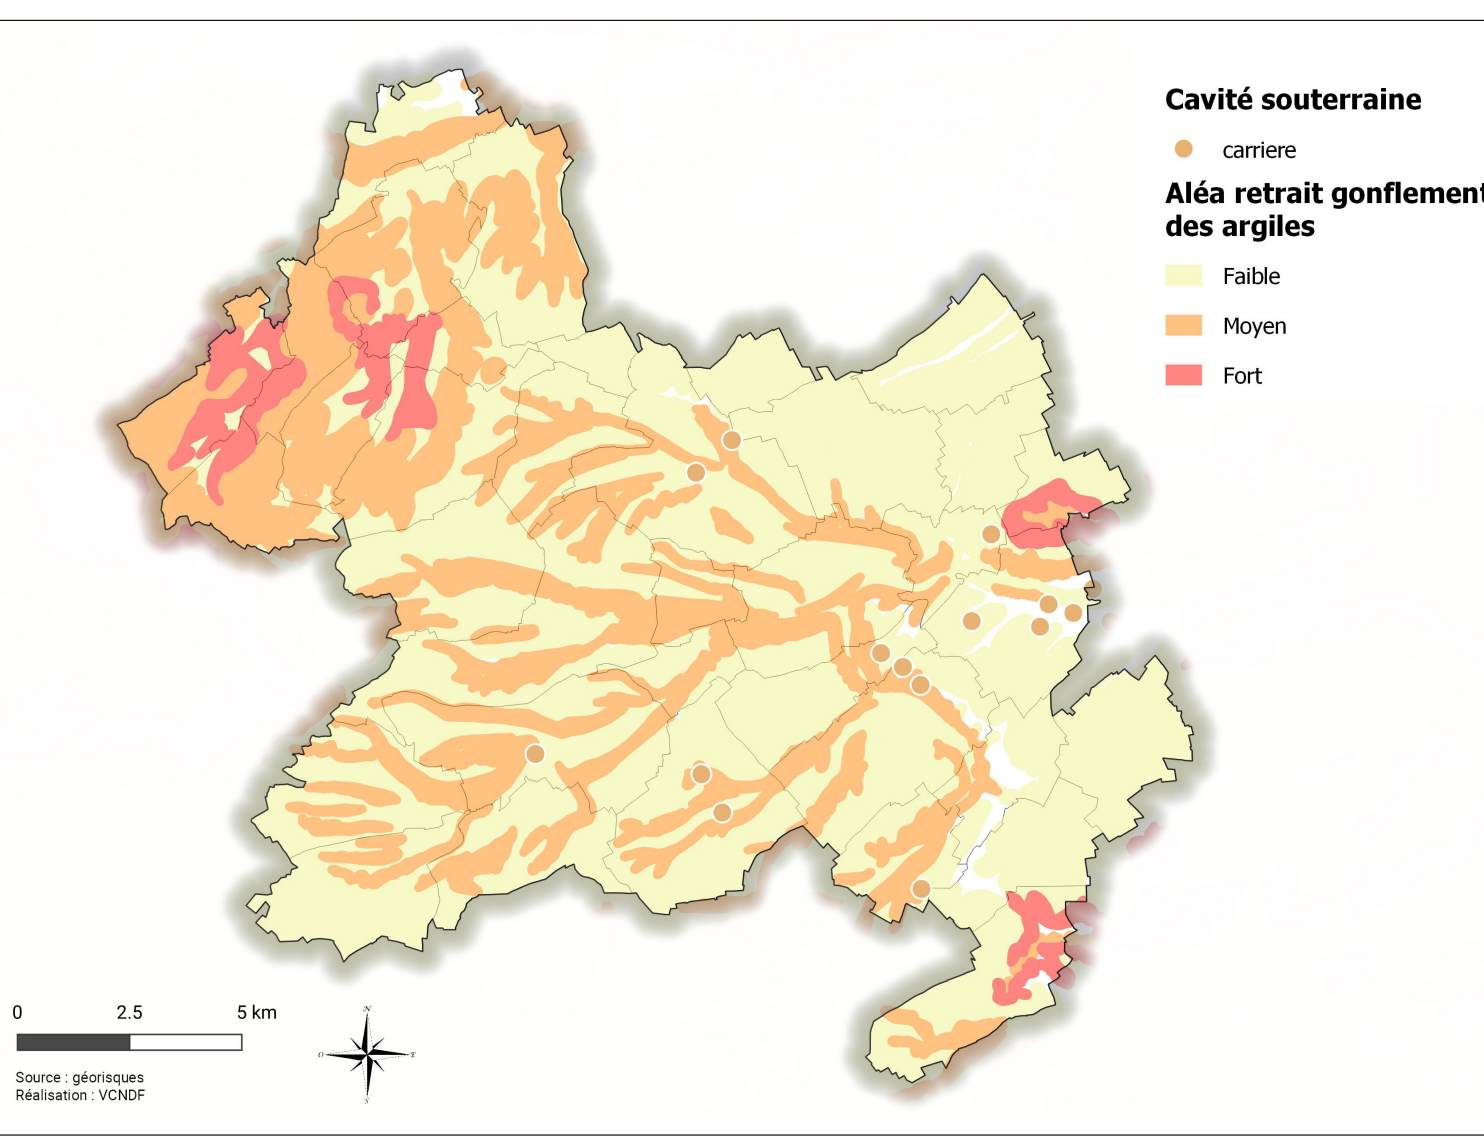 Cavité souterraine
carriere
Aléa retrait gonflement
des argiles
Faible
Moyen
Fort
0 2.5 5 km
Source : géorisques
Réalisation : VCNDF
N
O E
S